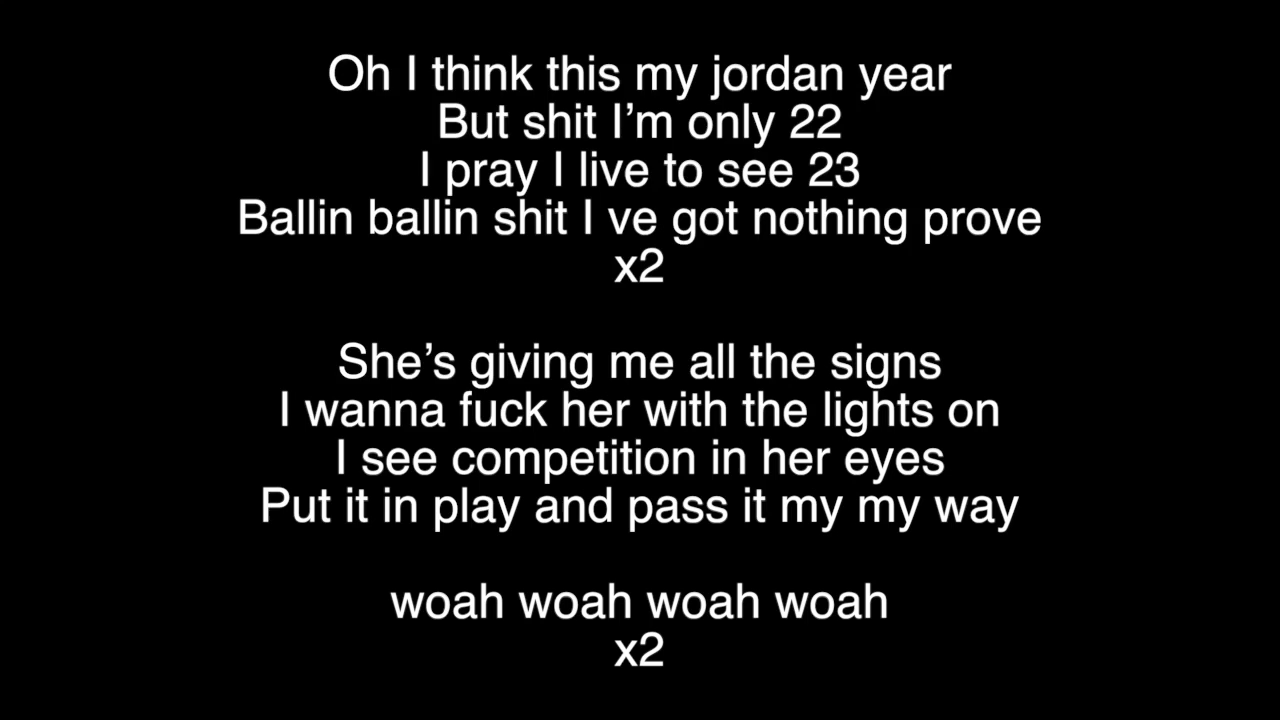 Oh I think this my jordan year
But shit I’m only 22
I pray I live to see 23
Ballin ballin shit I ve got nothing prove
x2
She’s giving me all the signs
I wanna fuck her with the lights on
I see competition in her eyes
Put it in play and pass it my my way
woah woah woah woah
x2